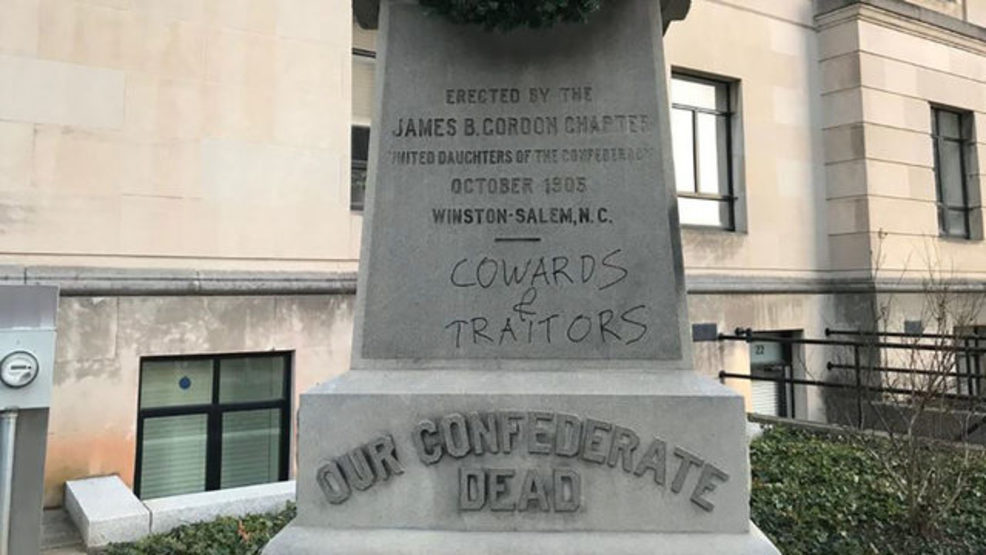 ERECTED BY THE
JAMES B. GORDON CHAPTER
UNITED DAUGHTERS OF THE CONFEDERACY
OCTOBER 1905
WINSTON-SALEM, N.C.
COWARDS
&
TRAITORS
OUR CONFEDERATE
DEAD
22